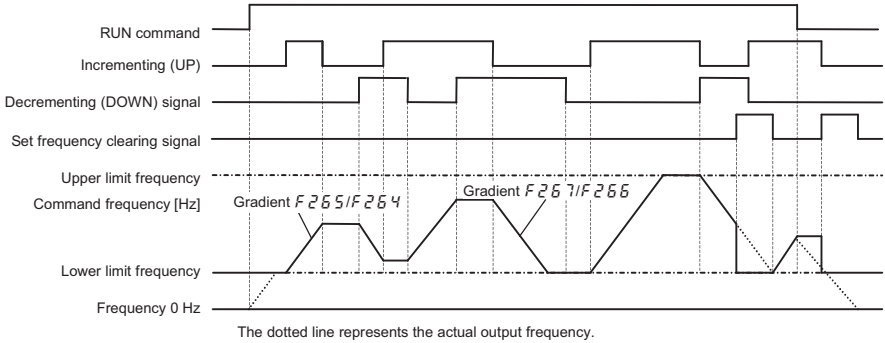 RUN command
Incrementing (UP)
Decrementing (DOWN) signal
Set frequency clearing signal
Upper limit frequency
Command frequency [Hz]
Gradient F265/F264
Gradient F267/F266
Lower limit frequency
Frequency 0 Hz
The dotted line represents the actual output frequency.